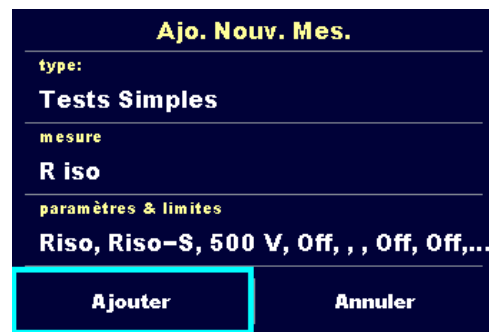 Ajo. Nouv. Mes.
type:
Tests Simples
mesure
R iso
paramètres & limites
Riso, Riso-S, 500 V, Off, , , Off, Off,...
Ajouter Annuler